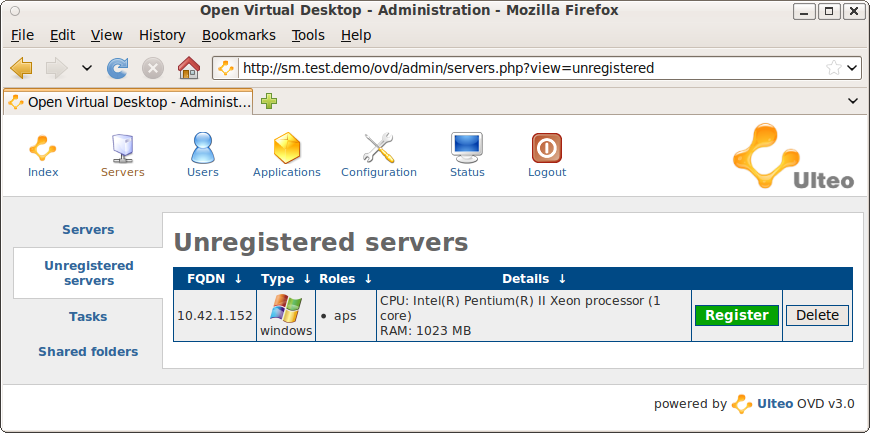 Open Virtual Desktop - Administration - Mozilla Firefox
File Edit View History Bookmarks Tools Help
http://sm.test.demo/ovd/admin/servers.php?view=unregistered
Open Virtual Desktop - Administ...
Index Servers Users Applications Configuration Status Logout
Ulteo
Servers
Unregistered
servers
Tasks
Shared folders
Unregistered servers
FQDN ↓ Type ↓ Roles ↓ Details ↓
10.42.1.152 windows • aps
CPU: Intel(R) Pentium(R) II Xeon processor (1
core)
RAM: 1023 MB
Register Delete
powered by Ulteo OVD v3.0